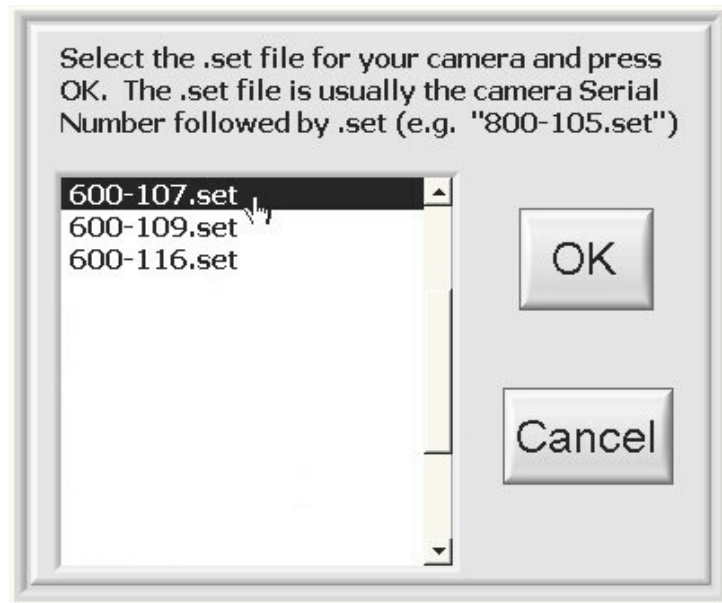 Select the .set file for your camera and press
OK.  The .set file is usually the camera Serial
Number followed by .set (e.g.  "800-105.set")
600-107.set
600-109.set
600-116.set
OK
Cancel